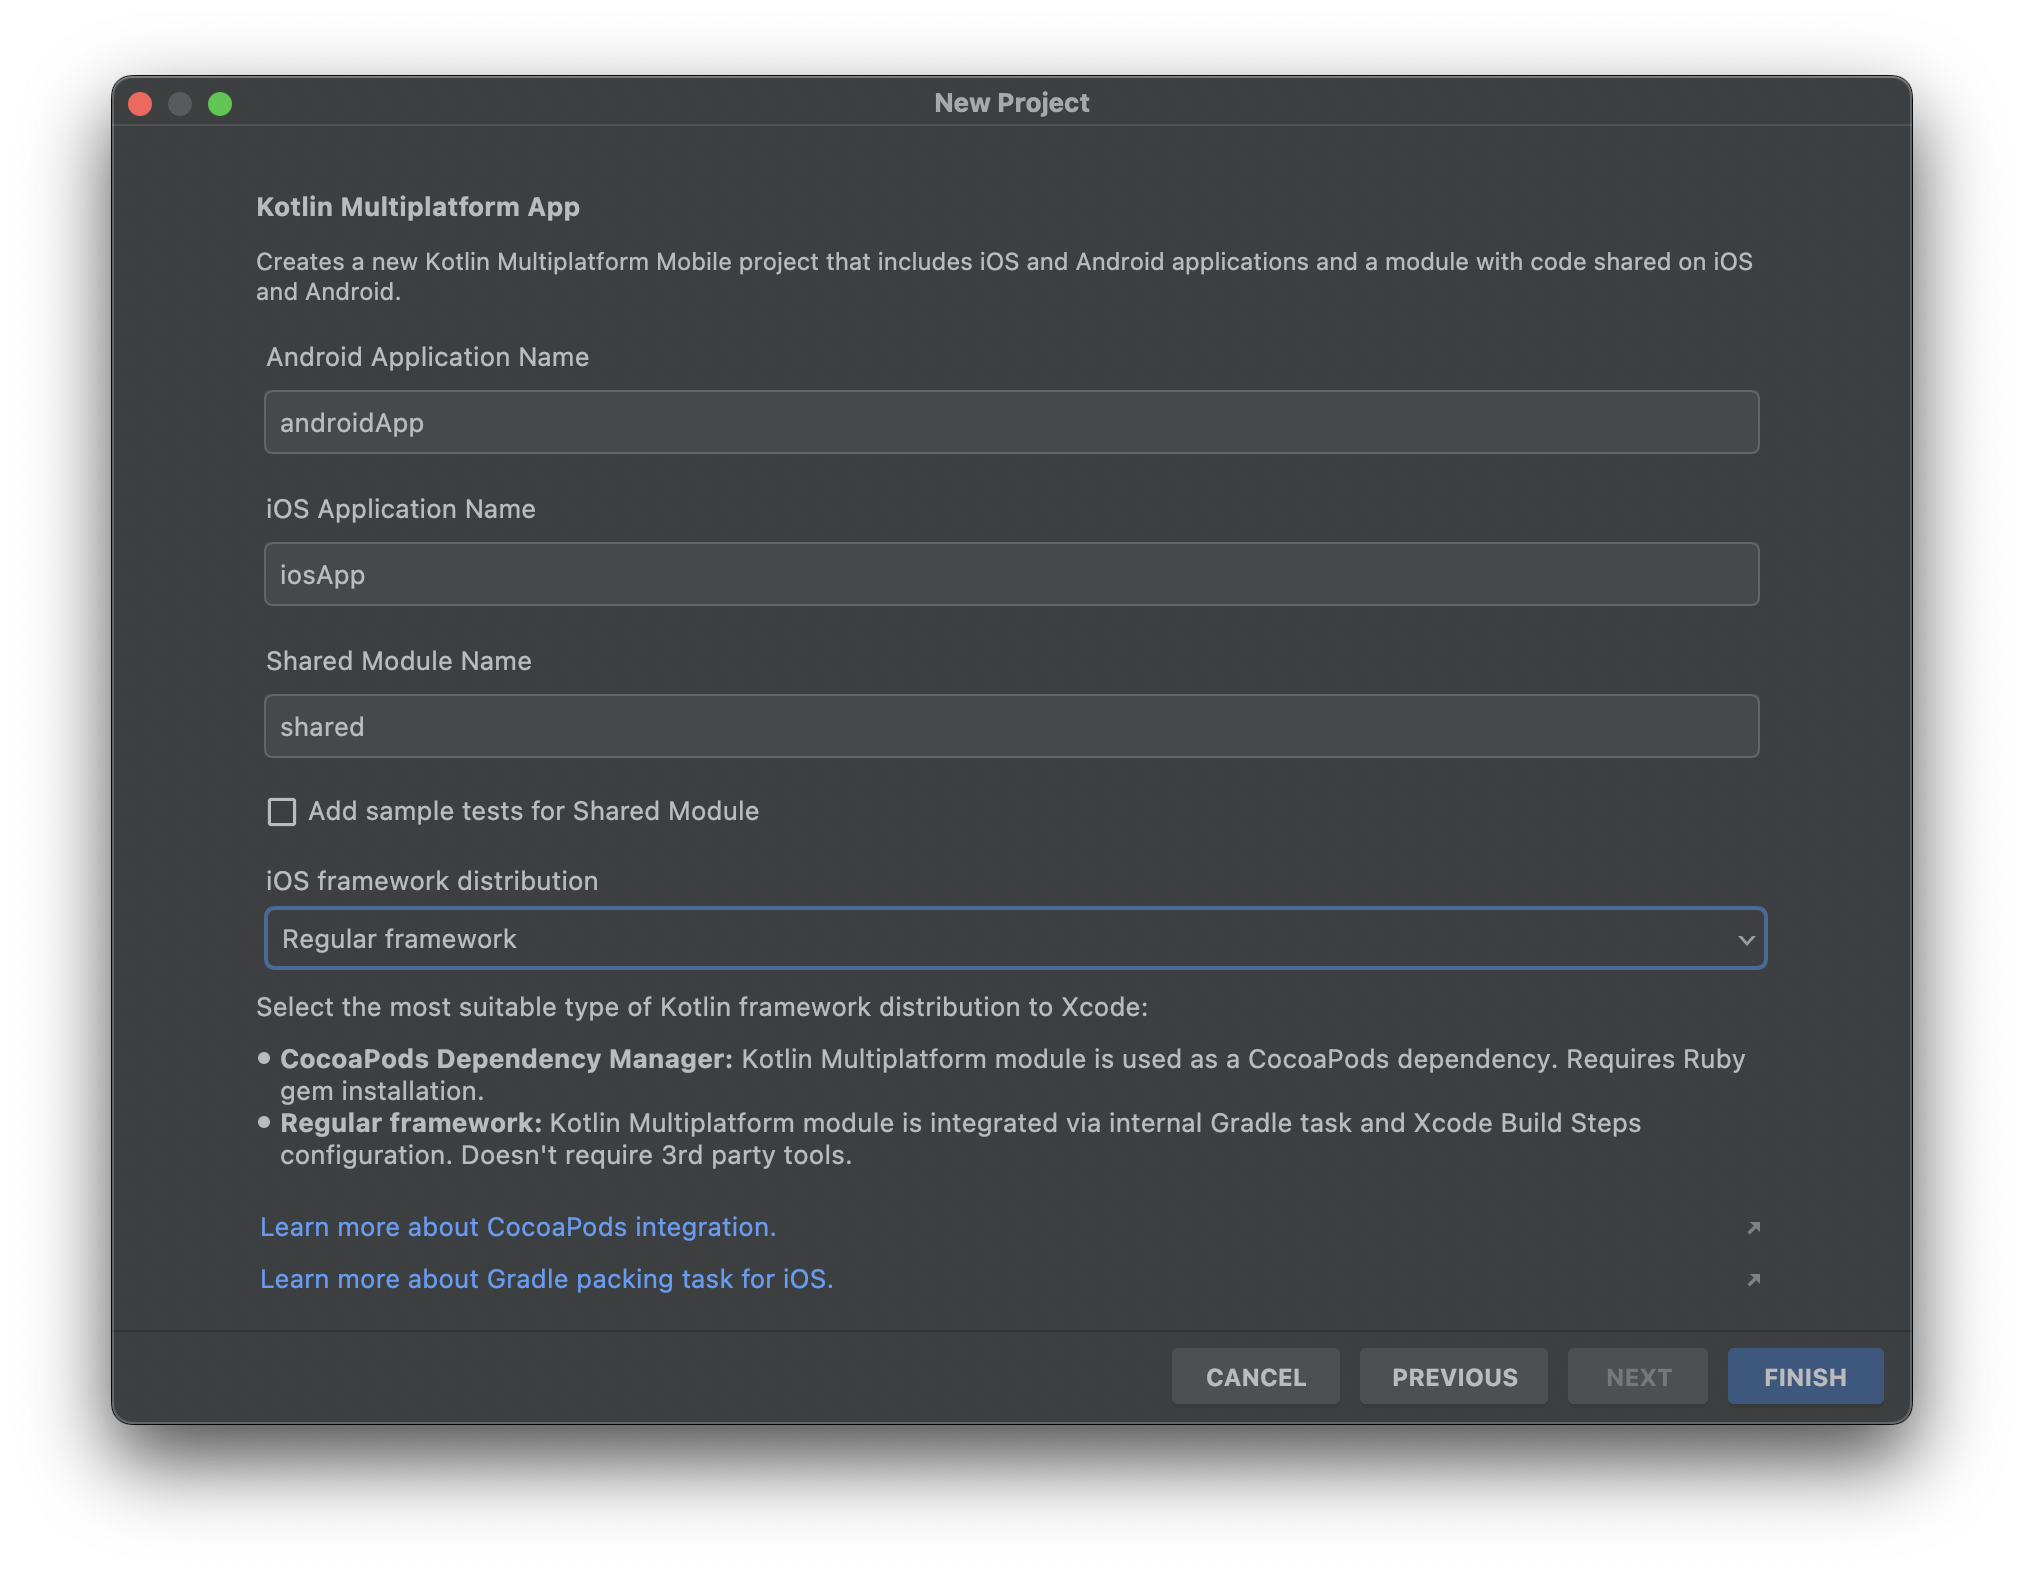 New Project
Kotlin Multiplatform App
Creates a new Kotlin Multiplatform Mobile project that includes iOS and Android applications and a module with code shared on iOS
and Android.
Android Application Name
androidApp
iOS Application Name
iosApp
Shared Module Name
shared
Add sample tests for Shared Module
iOS framework distribution
Regular framework
Select the most suitable type of Kotlin framework distribution to Xcode:
• CocoaPods Dependency Manager: Kotlin Multiplatform module is used as a CocoaPods dependency. Requires Ruby
gem installation.
• Regular framework: Kotlin Multiplatform module is integrated via internal Gradle task and Xcode Build Steps
configuration. Doesn't require 3rd party tools.
Learn more about CocoaPods integration.
Learn more about Gradle packing task for iOS.
CANCEL PREVIOUS NEXT FINISH